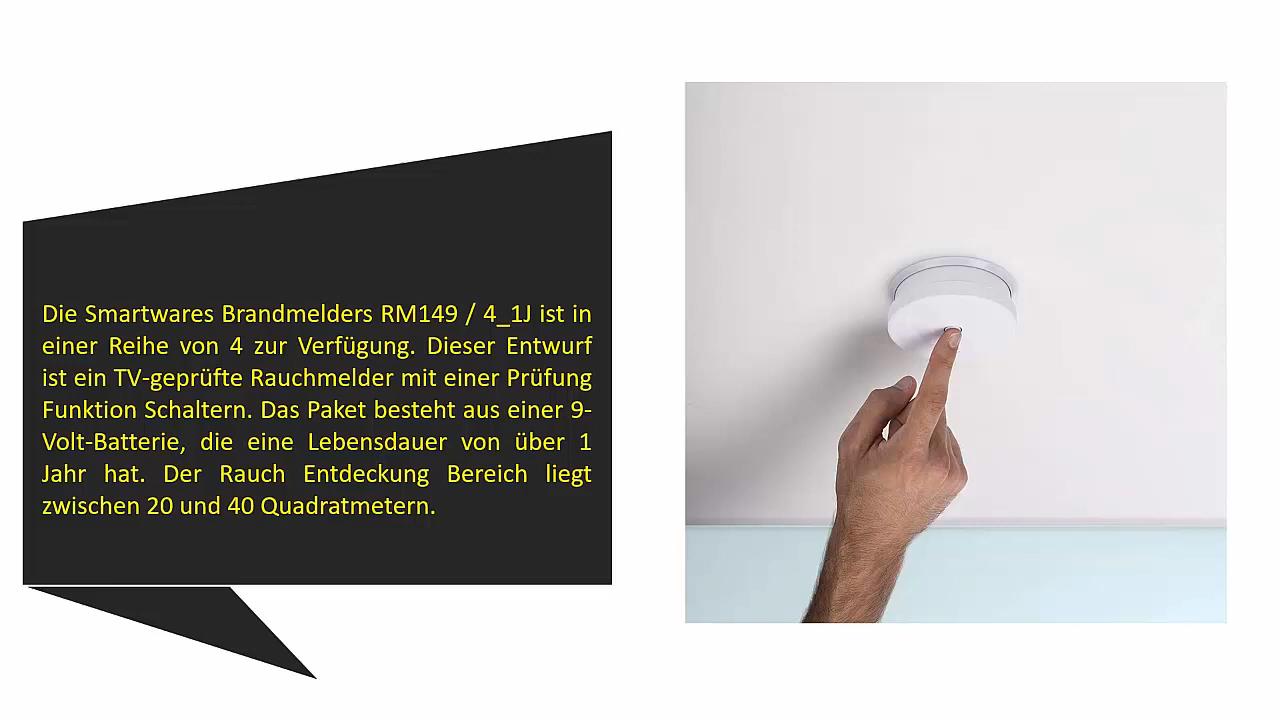 Die Smartwares Brandmelders RM149 / 4_1J ist in
einer Reihe von 4 zur Verfügung. Dieser Entwurf
ist ein TV-geprüfte Rauchmelder mit einer Prüfung
Funktion Schaltern. Das Paket besteht aus einer 9-
Volt-Batterie, die eine Lebensdauer von über 1
Jahr hat. Der Rauch Entdeckung Bereich liegt
zwischen 20 und 40 Quadratmetern.